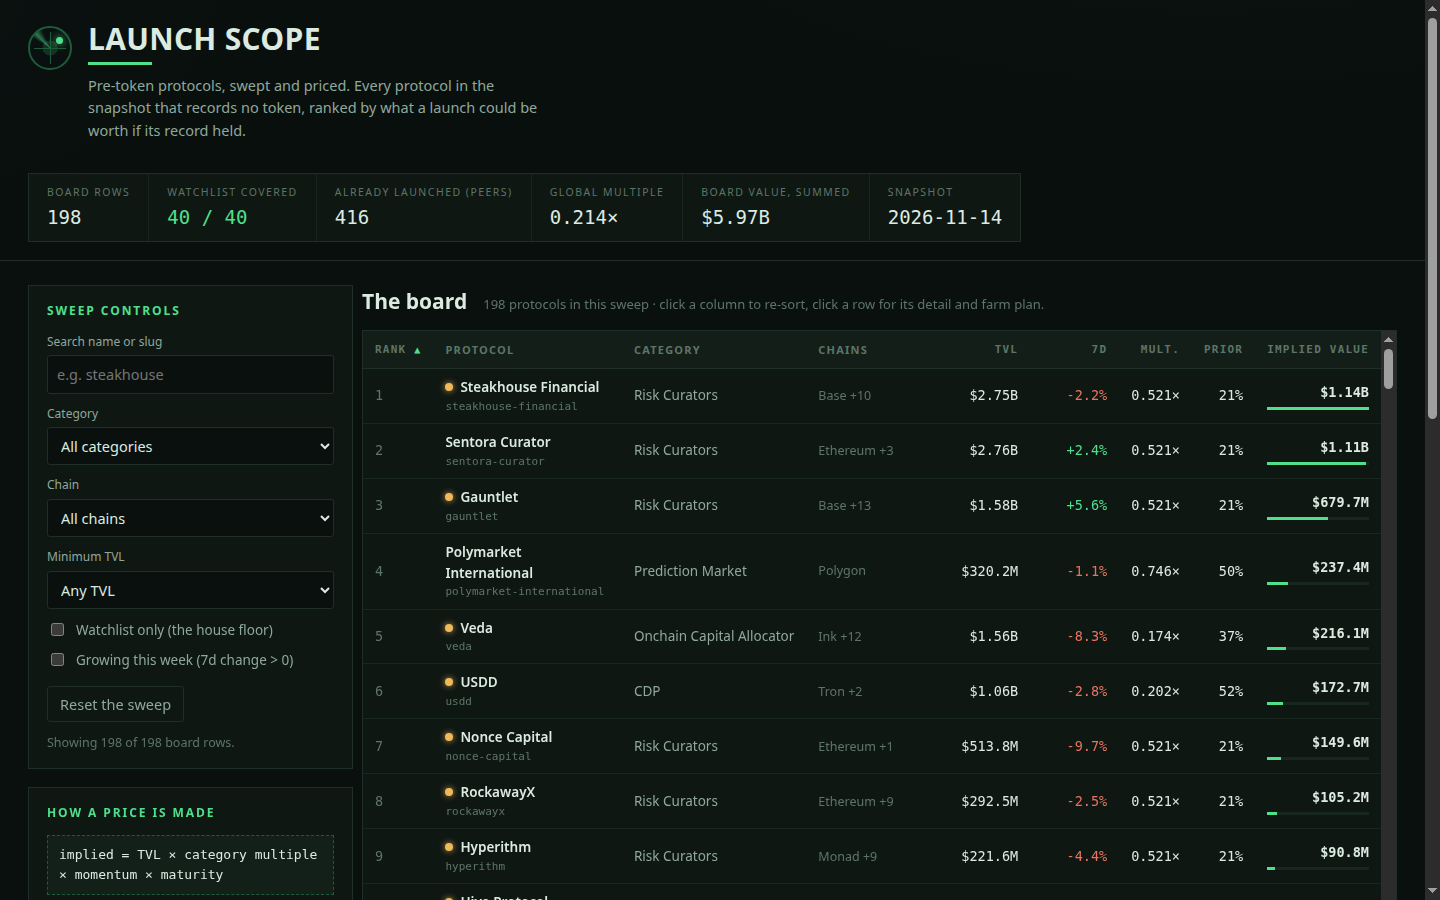 LAUNCH SCOPE
Pre-token protocols, swept and priced. Every protocol in the
snapshot that records no token, ranked by what a launch could be
worth if its record held.
BOARD ROWS WATCHLIST COVERED ALREADY LAUNCHED (PEERS) GLOBAL MULTIPLE BOARD VALUE, SUMMED SNAPSHOT
198 40 / 40 416 0.214× $5.97B 2026-11-14
SWEEP CONTROLS
Search name or slug
e.g. steakhouse
Category
All categories
Chain
All chains
Minimum TVL
Any TVL
Watchlist only (the house floor)
Growing this week (7d change > 0)
Reset the sweep
Showing 198 of 198 board rows.
HOW A PRICE IS MADE
implied = TVL × category multiple
× momentum × maturity
The board 198 protocols in this sweep · click a column to re-sort, click a row for its detail and farm plan.
RANK ▲ PROTOCOL CATEGORY CHAINS TVL 7D MULT. PRIOR IMPLIED VALUE
1 Steakhouse Financial Risk Curators Base +10 $2.75B -2.2% 0.521× 21% $1.14B
steakhouse-financial
2 Sentora Curator Risk Curators Ethereum +3 $2.76B +2.4% 0.521× 21% $1.11B
sentora-curator
3 Gauntlet Risk Curators Base +13 $1.58B +5.6% 0.521× 21% $679.7M
gauntlet
Polymarket
4 International Prediction Market Polygon $320.2M -1.1% 0.746× 50% $237.4M
polymarket-international
5 Veda Onchain Capital Allocator Ink +12 $1.56B -8.3% 0.174× 37% $216.1M
veda
6 USDD CDP Tron +2 $1.06B -2.8% 0.202× 52% $172.7M
usdd
7 Nonce Capital Risk Curators Ethereum +1 $513.8M -9.7% 0.521× 21% $149.6M
nonce-capital
8 RockawayX Risk Curators Ethereum +9 $292.5M -2.5% 0.521× 21% $105.2M
rockawayx
9 Hyperithm Risk Curators Monad +9 $221.6M -4.4% 0.521× 21% $90.8M
hyperithm